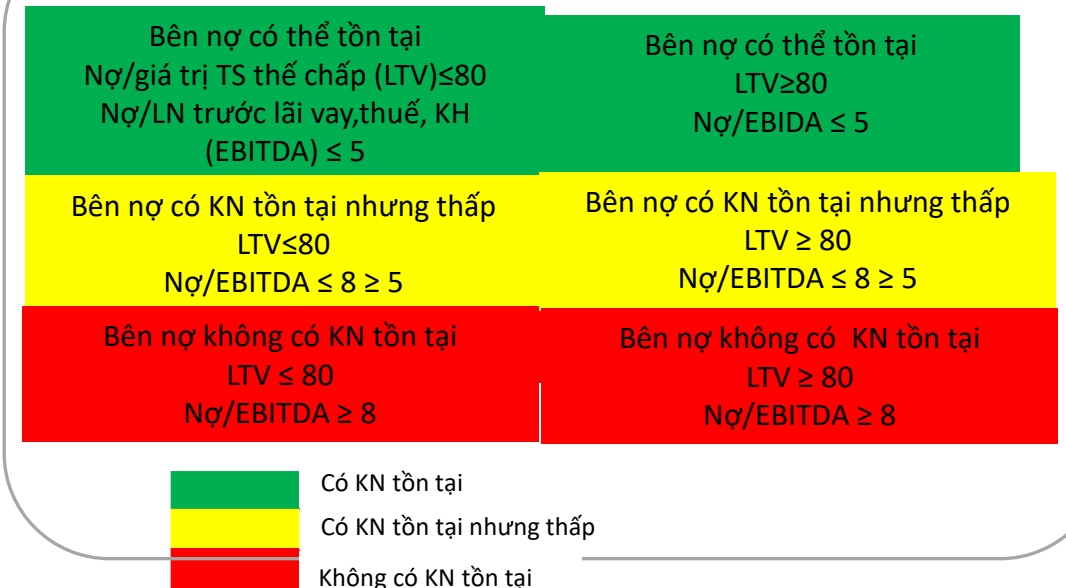 Bên nợ có thể tồn tại
Nợ/giá trị TS thế chấp (LTV)≤80
Nợ/LN trước lãi vay,thuế, KH
(EBITDA) ≤ 5
Bên nợ có thể tồn tại
LTV≥80
Nợ/EBIDA ≤ 5
Bên nợ có KN tồn tại nhưng thấp
LTV≤80
Nợ/EBITDA ≤ 8 ≥ 5
Bên nợ có KN tồn tại nhưng thấp
LTV ≥ 80
Nợ/EBITDA ≤ 8 ≥ 5
Bên nợ không có KN tồn tại
LTV ≤ 80
Nợ/EBITDA ≥ 8
Bên nợ không có KN tồn tại
LTV ≥ 80
Nợ/EBITDA ≥ 8
Có KN tồn tại
Có KN tồn tại nhưng thấp
Không có KN tồn tại